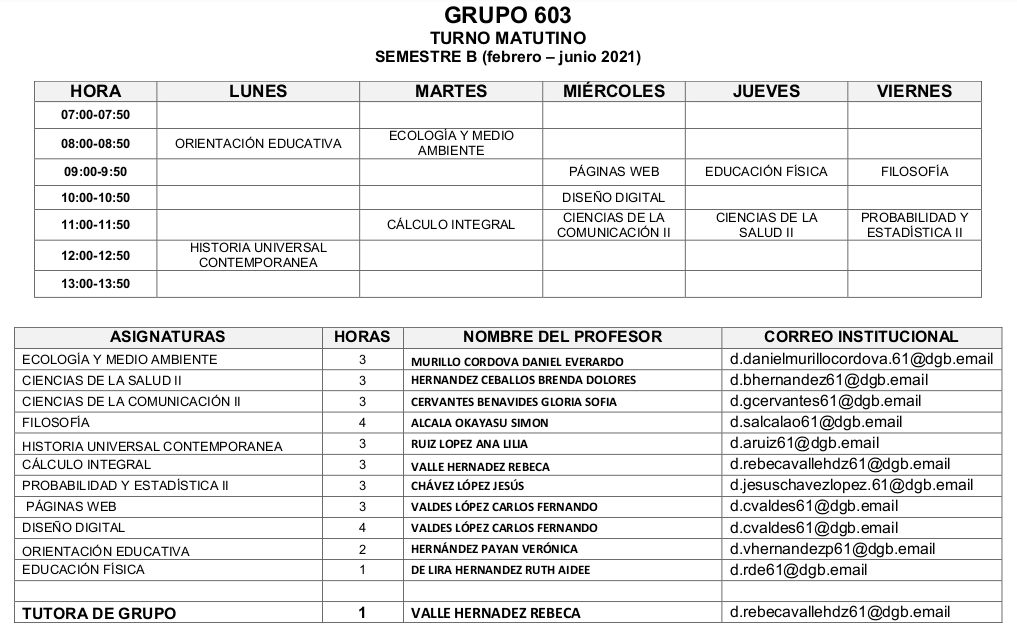 GRUPO 603
TURNO MATUTINO
SEMESTRE B (febrero – junio 2021)
HORA LUNES MARTES MIÉRCOLES JUEVES VIERNES
07:00-07:50
08:00-08:50 ORIENTACIÓN EDUCATIVA ECOLOGÍA Y MEDIO
AMBIENTE
09:00-9:50 PÁGINAS WEB EDUCACIÓN FÍSICA FILOSOFÍA
10:00-10:50 DISEÑO DIGITAL
11:00-11:50 CÁLCULO INTEGRAL CIENCIAS DE LA CIENCIAS DE LA PROBABILIDAD Y
COMUNICACIÓN II SALUD II ESTADÍSTICA II
12:00-12:50 HISTORIA UNIVERSAL
CONTEMPORANEA
13:00-13:50
ASIGNATURAS HORAS NOMBRE DEL PROFESOR CORREO INSTITUCIONAL
ECOLOGÍA Y MEDIO AMBIENTE 3 MURILLO CORDOVA DANIEL EVERARDO d.danielmurillocordova.61@dgb.email
CIENCIAS DE LA SALUD II 3 HERNANDEZ CEBALLOS BRENDA DOLORES d.bhernandez61@dgb.email
CIENCIAS DE LA COMUNICACIÓN II 3 CERVANTES BENAVIDES GLORIA SOFIA d.gcervantes61@dgb.email
FILOSOFÍA 4 ALCALA OKAYASU SIMON d.salcalao61@dgb.email
HISTORIA UNIVERSAL CONTEMPORANEA 3 RUIZ LOPEZ ANA LILIA d.aruiz61@dgb.email
CÁLCULO INTEGRAL 3 VALLE HERNADEZ REBECA d.rebecavallehdz61@dgb.email
PROBABILIDAD Y ESTADÍSTICA II 3 CHÁVEZ LÓPEZ JESÚS d.jesuschavezlopez.61@dgb.email
PÁGINAS WEB 3 VALDES LÓPEZ CARLOS FERNANDO d.cvaldes61@dgb.email
DISEÑO DIGITAL 4 VALDES LÓPEZ CARLOS FERNANDO d.cvaldes61@dgb.email
ORIENTACIÓN EDUCATIVA 2 HERNÁNDEZ PAYAN VERÓNICA d.vhernandezp61@dgb.email
EDUCACIÓN FÍSICA 1 DE LIRA HERNANDEZ RUTH AIDEE d.rde61@dgb.email
TUTORA DE GRUPO 1 VALLE HERNADEZ REBECA d.rebecavallehdz61@dgb.email